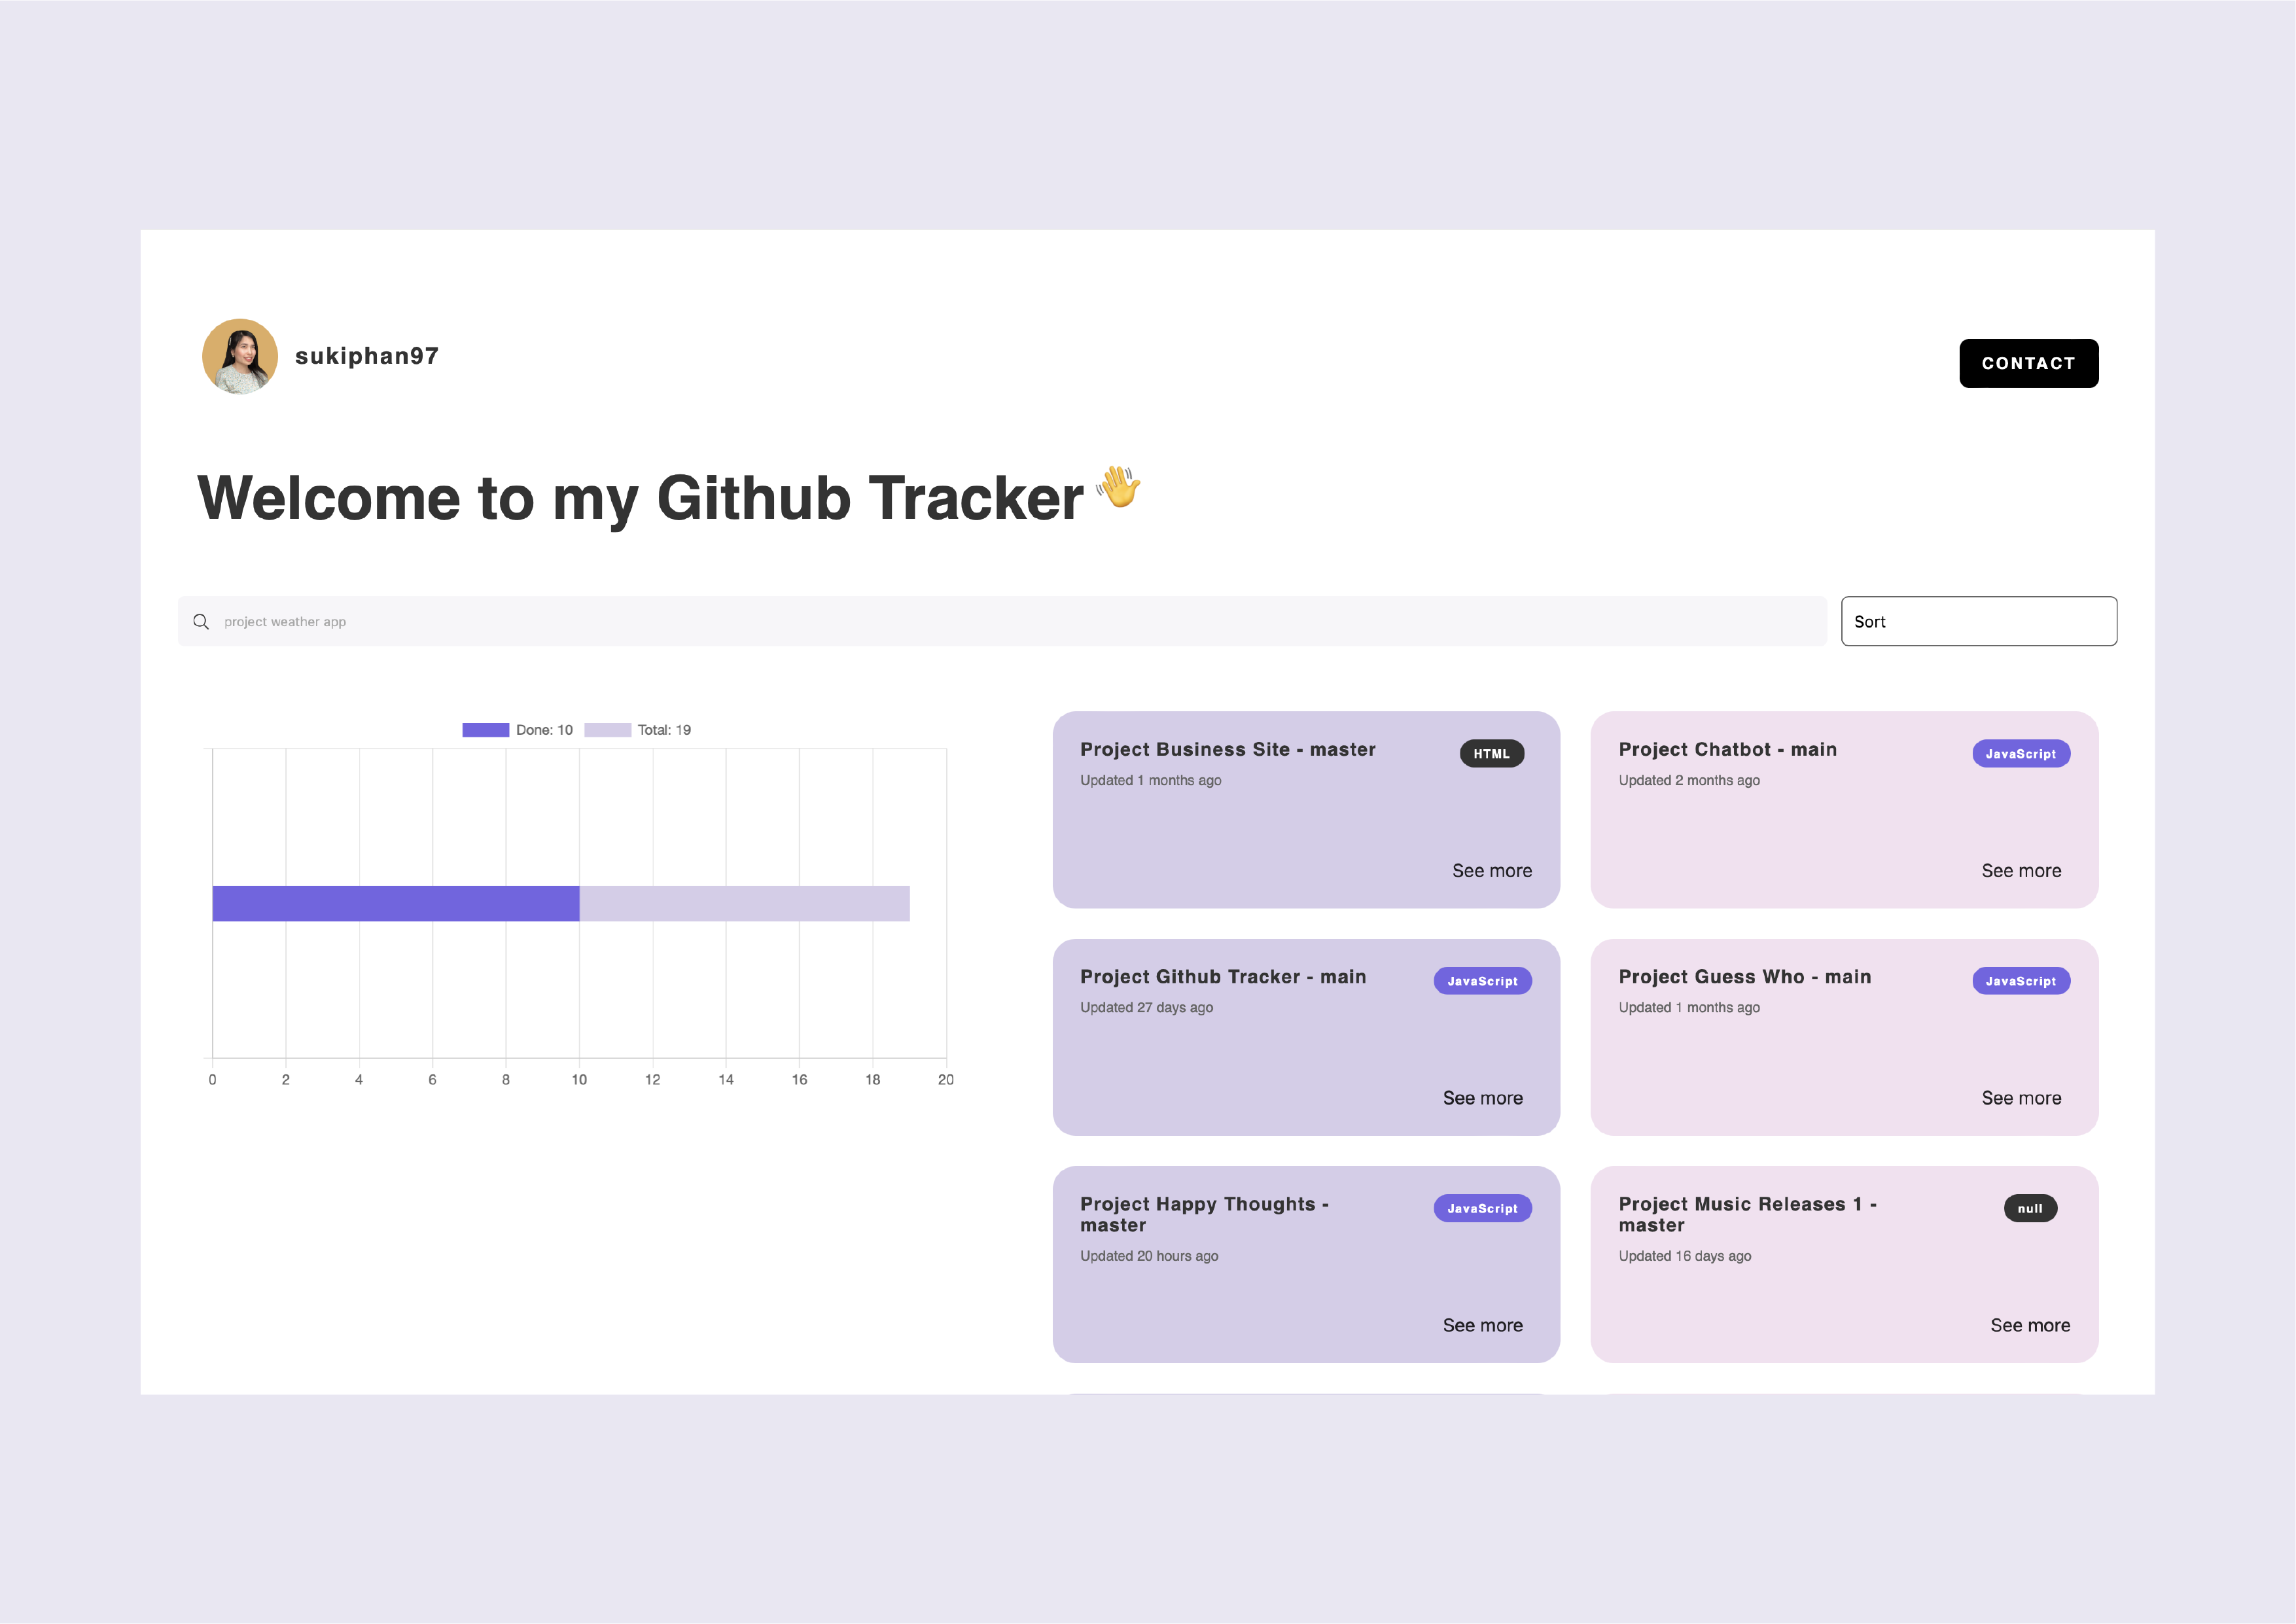 sukiphan97
CONTACT
Welcome to my Github Tracker 👋
project weather app
Sort
Done: 10 Total: 19
0 2 4 6 8 10 12 14 16 18 20
Project Business Site - master
HTML
Updated 1 months ago
See more
Project Chatbot - main
JavaScript
Updated 2 months ago
See more
Project Github Tracker - main
JavaScript
Updated 27 days ago
See more
Project Guess Who - main
JavaScript
Updated 1 months ago
See more
Project Happy Thoughts -
master
JavaScript
Updated 20 hours ago
See more
Project Music Releases 1 -
master
null
Updated 16 days ago
See more